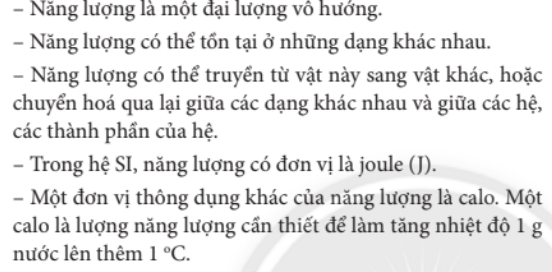 – Năng lượng là một đại lượng vô hướng.
– Năng lượng có thể tồn tại ở những dạng khác nhau.
– Năng lượng có thể truyền từ vật này sang vật khác, hoặc
chuyển hoá qua lại giữa các dạng khác nhau và giữa các hệ,
các thành phần của hệ.
– Trong hệ SI, năng lượng có đơn vị là joule (J).
– Một đơn vị thông dụng khác của năng lượng là calo. Một
calo là lượng năng lượng cần thiết để làm tăng nhiệt độ 1 g
nước lên thêm 1 °C.